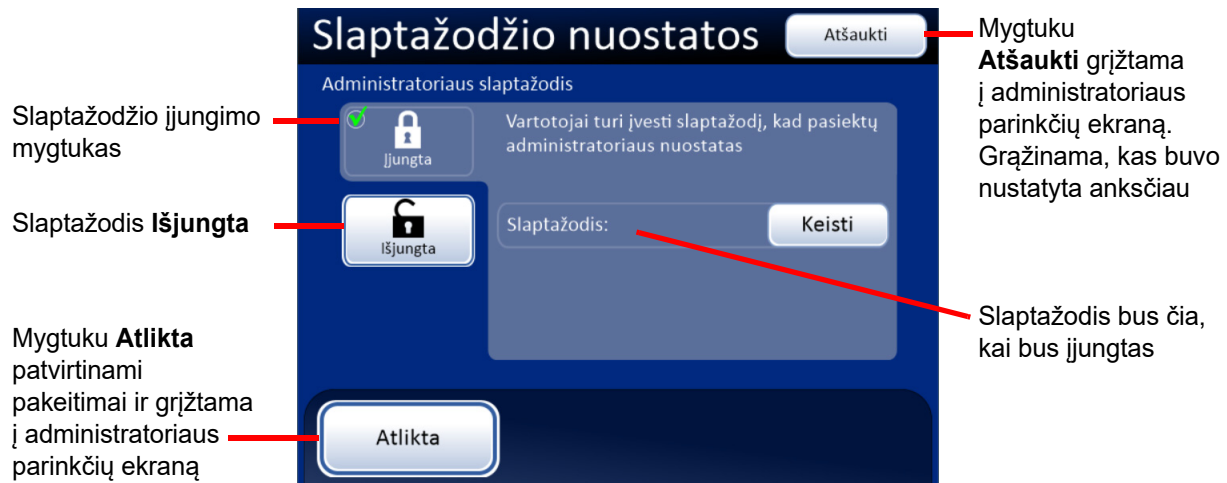 Slaptažodžio nuostatos
Atšaukti
Administratoriaus slaptažodis
Įjungta
Vartotojai turi įvesti slaptažodį, kad pasiektų
administratoriaus nuostatas
Išjungta
Slaptažodis:
Keisti
Atlikta
Slaptažodžio įjungimo
mygtukas
Slaptažodis Išjungta
Mygtuku Atlikta
patvirtinami
pakeitimai ir grįžtama
į administratoriaus
parinkčių ekraną
Mygtuku
Atšaukti grįžtama
į administratoriaus
parinkčių ekraną.
Grąžinama, kas buvo
nustatyta anksčiau
Slaptažodis bus čia,
kai bus įjungtas